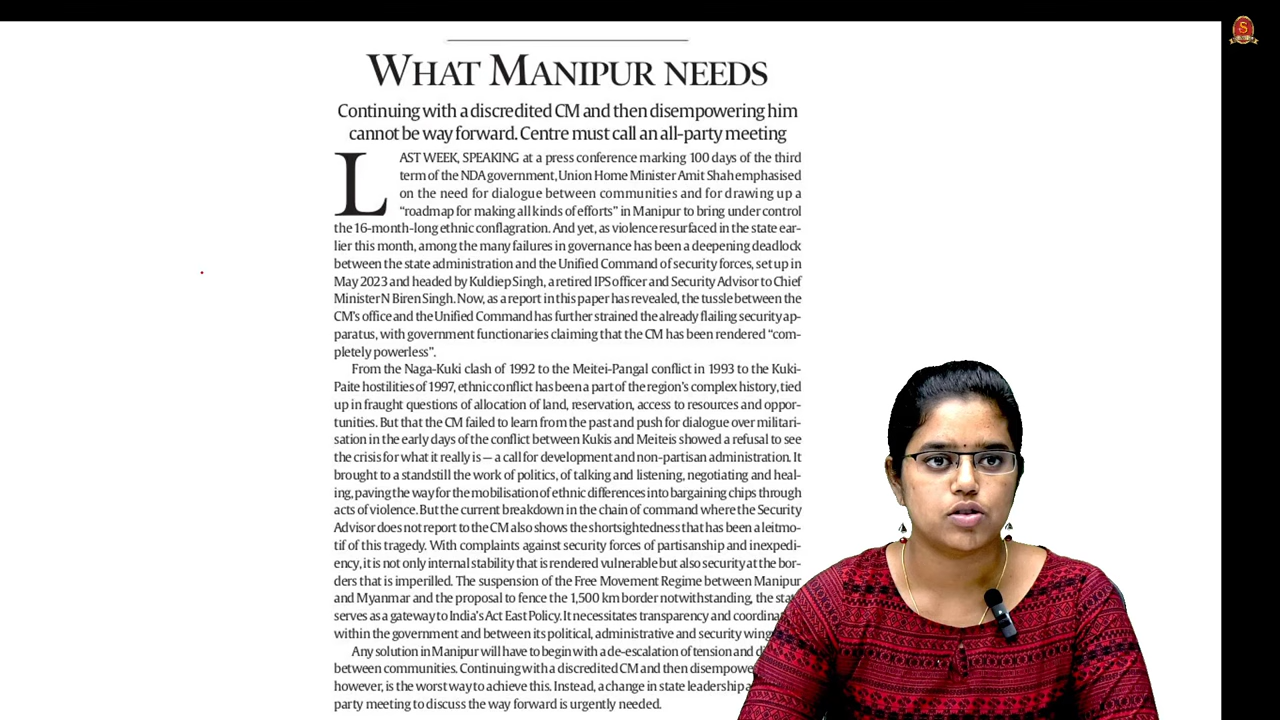 WHAT MANIPUR NEEDS
Continuing with a discredited CM and then disempowering him
cannot be way forward. Centre must call an all-party meeting
LAST WEEK, SPEAKING at a press conference marking 100 days of the third
term of the NDA government, Union Home Minister Amit Shah emphasised
on the need for dialogue between communities and for drawing up a
“roadmap for making all kinds of efforts” in Manipur to bring under control
the 16-month-long ethnic conflagration. And yet, as violence resurfaced in the state ear-
lier this month, among the many failures in governance has been a deepening deadlock
between the state administration and the Unified Command of security forces, set up in
May 2023 and headed by Kuldiep Singh, a retired IPS officer and Security Advisor to Chief
Minister N Biren Singh. Now, as a report in this paper has revealed, the tussle between the
CM's office and the Unified Command has further strained the already flailing security ap-
paratus, with government functionaries claiming that the CM has been rendered “com-
pletely powerless”.
From the Naga-Kuki clash of 1992 to the Meitei-Pangal conflict in 1993 to the Kuki-
Paite hostilities of 1997, ethnic conflict has been a part of the region's complex history, tied
up in fraught questions of allocation of land, reservation, access to resources and oppor-
tunities. But that the CM failed to learn from the past and push for dialogue over militari-
sation in the early days of the conflict between Kukis and Meiteis showed a refusal to see
the crisis for what it really is — a call for development and non-partisan administration. It
brought to a standstill the work of politics, of talking and listening, negotiating and heal-
ing, paving the way for the mobilisation of ethnic differences into bargaining chips through
acts of violence. But the current breakdown in the chain of command where the Security
Advisor does not report to the CM also shows the shortsightedness that has been a leitmo-
tif of this tragedy. With complaints against security forces of partisanship and inexpedi-
ency, it is not only internal stability that is rendered vulnerable but also security at the bor-
ders that is imperilled. The suspension of the Free Movement Regime between Manipur
and Myanmar and the proposal to fence the 1,500 km border notwithstanding, the
serves as a gateway to India's Act East Policy. It necessitates transparency and
within the government and between its political, administrative and security
Any solution in Manipur will have to begin with a de-escalation of tension and
between communities. Continuing with a discredited CM and then
however, is the worst way to achieve this. Instead, a change in state leadership
party meeting to discuss the way forward is urgently needed.